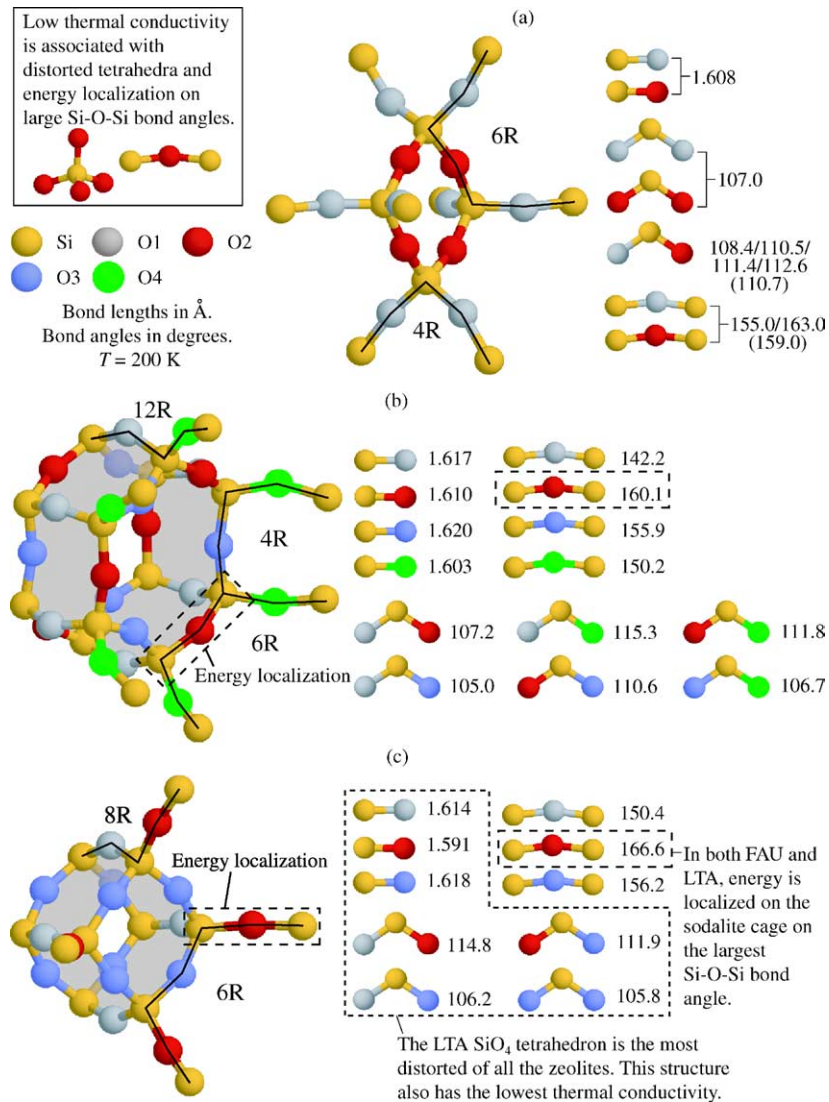 Low thermal conductivity
is associated with
distorted tetrahedra and
energy localization on
large Si-O-Si bond angles.
Si
O1
O2
O3
O4
Bond lengths in Å.
Bond angles in degrees.
T = 200 K
(a)
6R
4R
1.608
107.0
108.4/110.5/
111.4/112.6
(110.7)
155.0/163.0
(159.0)
(b)
12R
4R
6R
Energy localization
1.617
142.2
1.610
160.1
1.620
155.9
1.603
150.2
107.2
115.3
111.8
105.0
110.6
106.7
(c)
8R
Energy localization
6R
1.614
150.4
1.591
166.6
1.618
156.2
114.8
111.9
106.2
105.8
In both FAU and
LTA, energy is
localized on the
sodalite cage on
the largest
Si-O-Si bond
angle.
The LTA SiO4 tetrahedron is the most
distorted of all the zeolites. This structure
also has the lowest thermal conductivity.